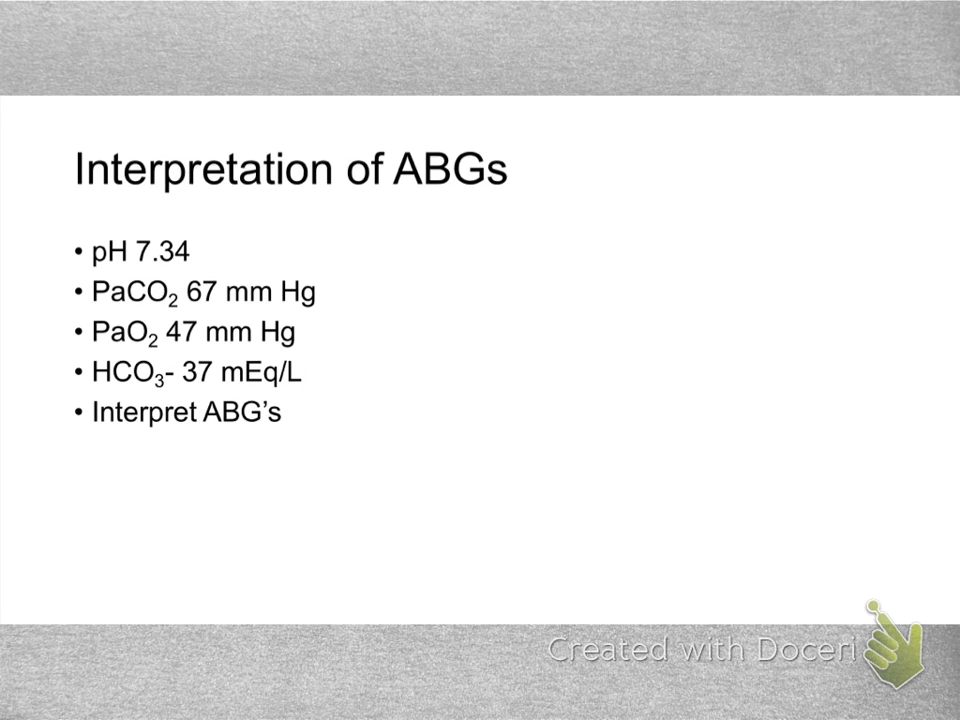 Interpretation of ABGs
• pH 7.34
• PaCO₂ 67 mm Hg
• PaO₂ 47 mm Hg
• HCO₃- 37 mEq/L
• Interpret ABG’s
Created with Doceri